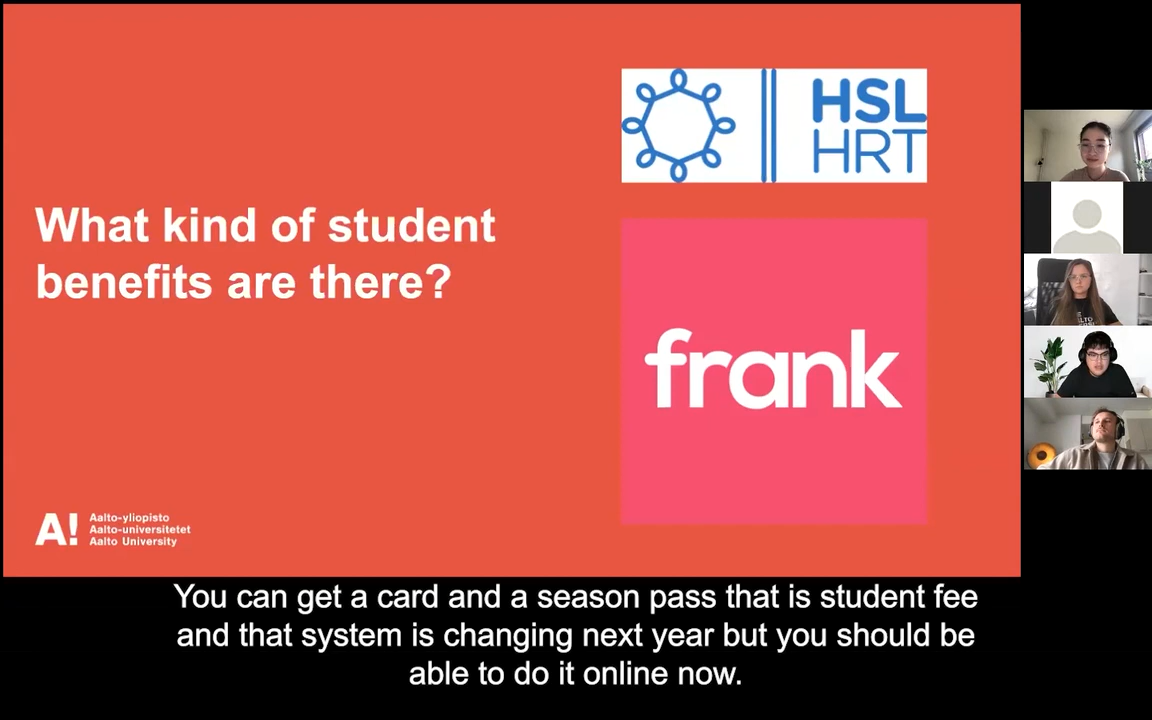 HSL
HRT
What kind of student
benefits are there?
frank
A! Aalto-yliopisto
Aalto-universitetet
Aalto University
You can get a card and a season pass that is student fee
and that system is changing next year but you should be
able to do it online now.